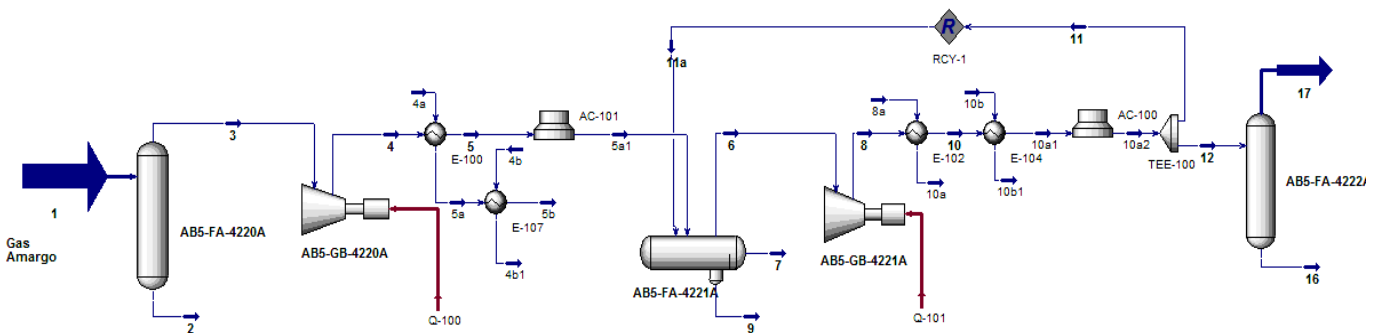 R
RCY-1
11
11a
4a
8a
10b
17
3
AC-101
AC-100
6
4
5
5a1
8
10
10a1
10a2
12
E-100
4b
E-102
E-104
TEE-100
10a
10b1
AB5-FA-4222A
1
AB5-FA-4220A
5a
5b
E-107
Gas
Amargo
AB5-GB-4220A
4b1
7
AB5-GB-4221A
16
AB5-FA-4221A
2
Q-100
9
Q-101